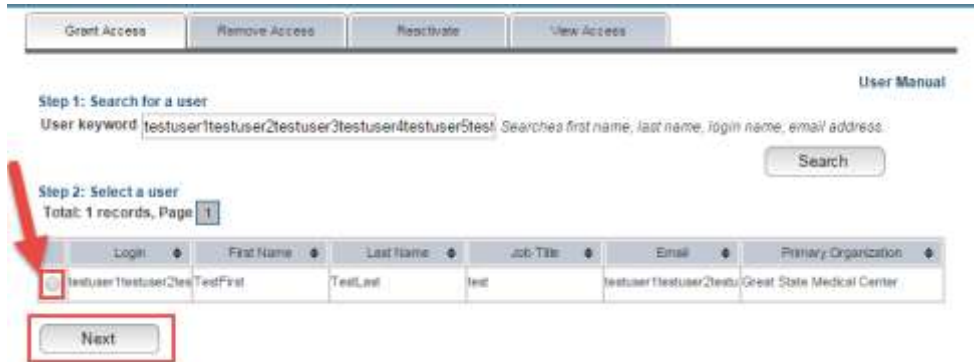 Grant Access Remove Access Reactivate View Access
User Manual
Step 1: Search for a user
User keyword testuser1testuser2testuser3testuser4testuser5test Searches first name, last name, login name, email address.
Search
Step 2: Select a user
Total: 1 records, Page 1
Login First Name Last Name Job Title Email Primary Organization
testuser1testuser2tes TestFirst TestLast test testuser1testuser2testu Great State Medical Center
Next